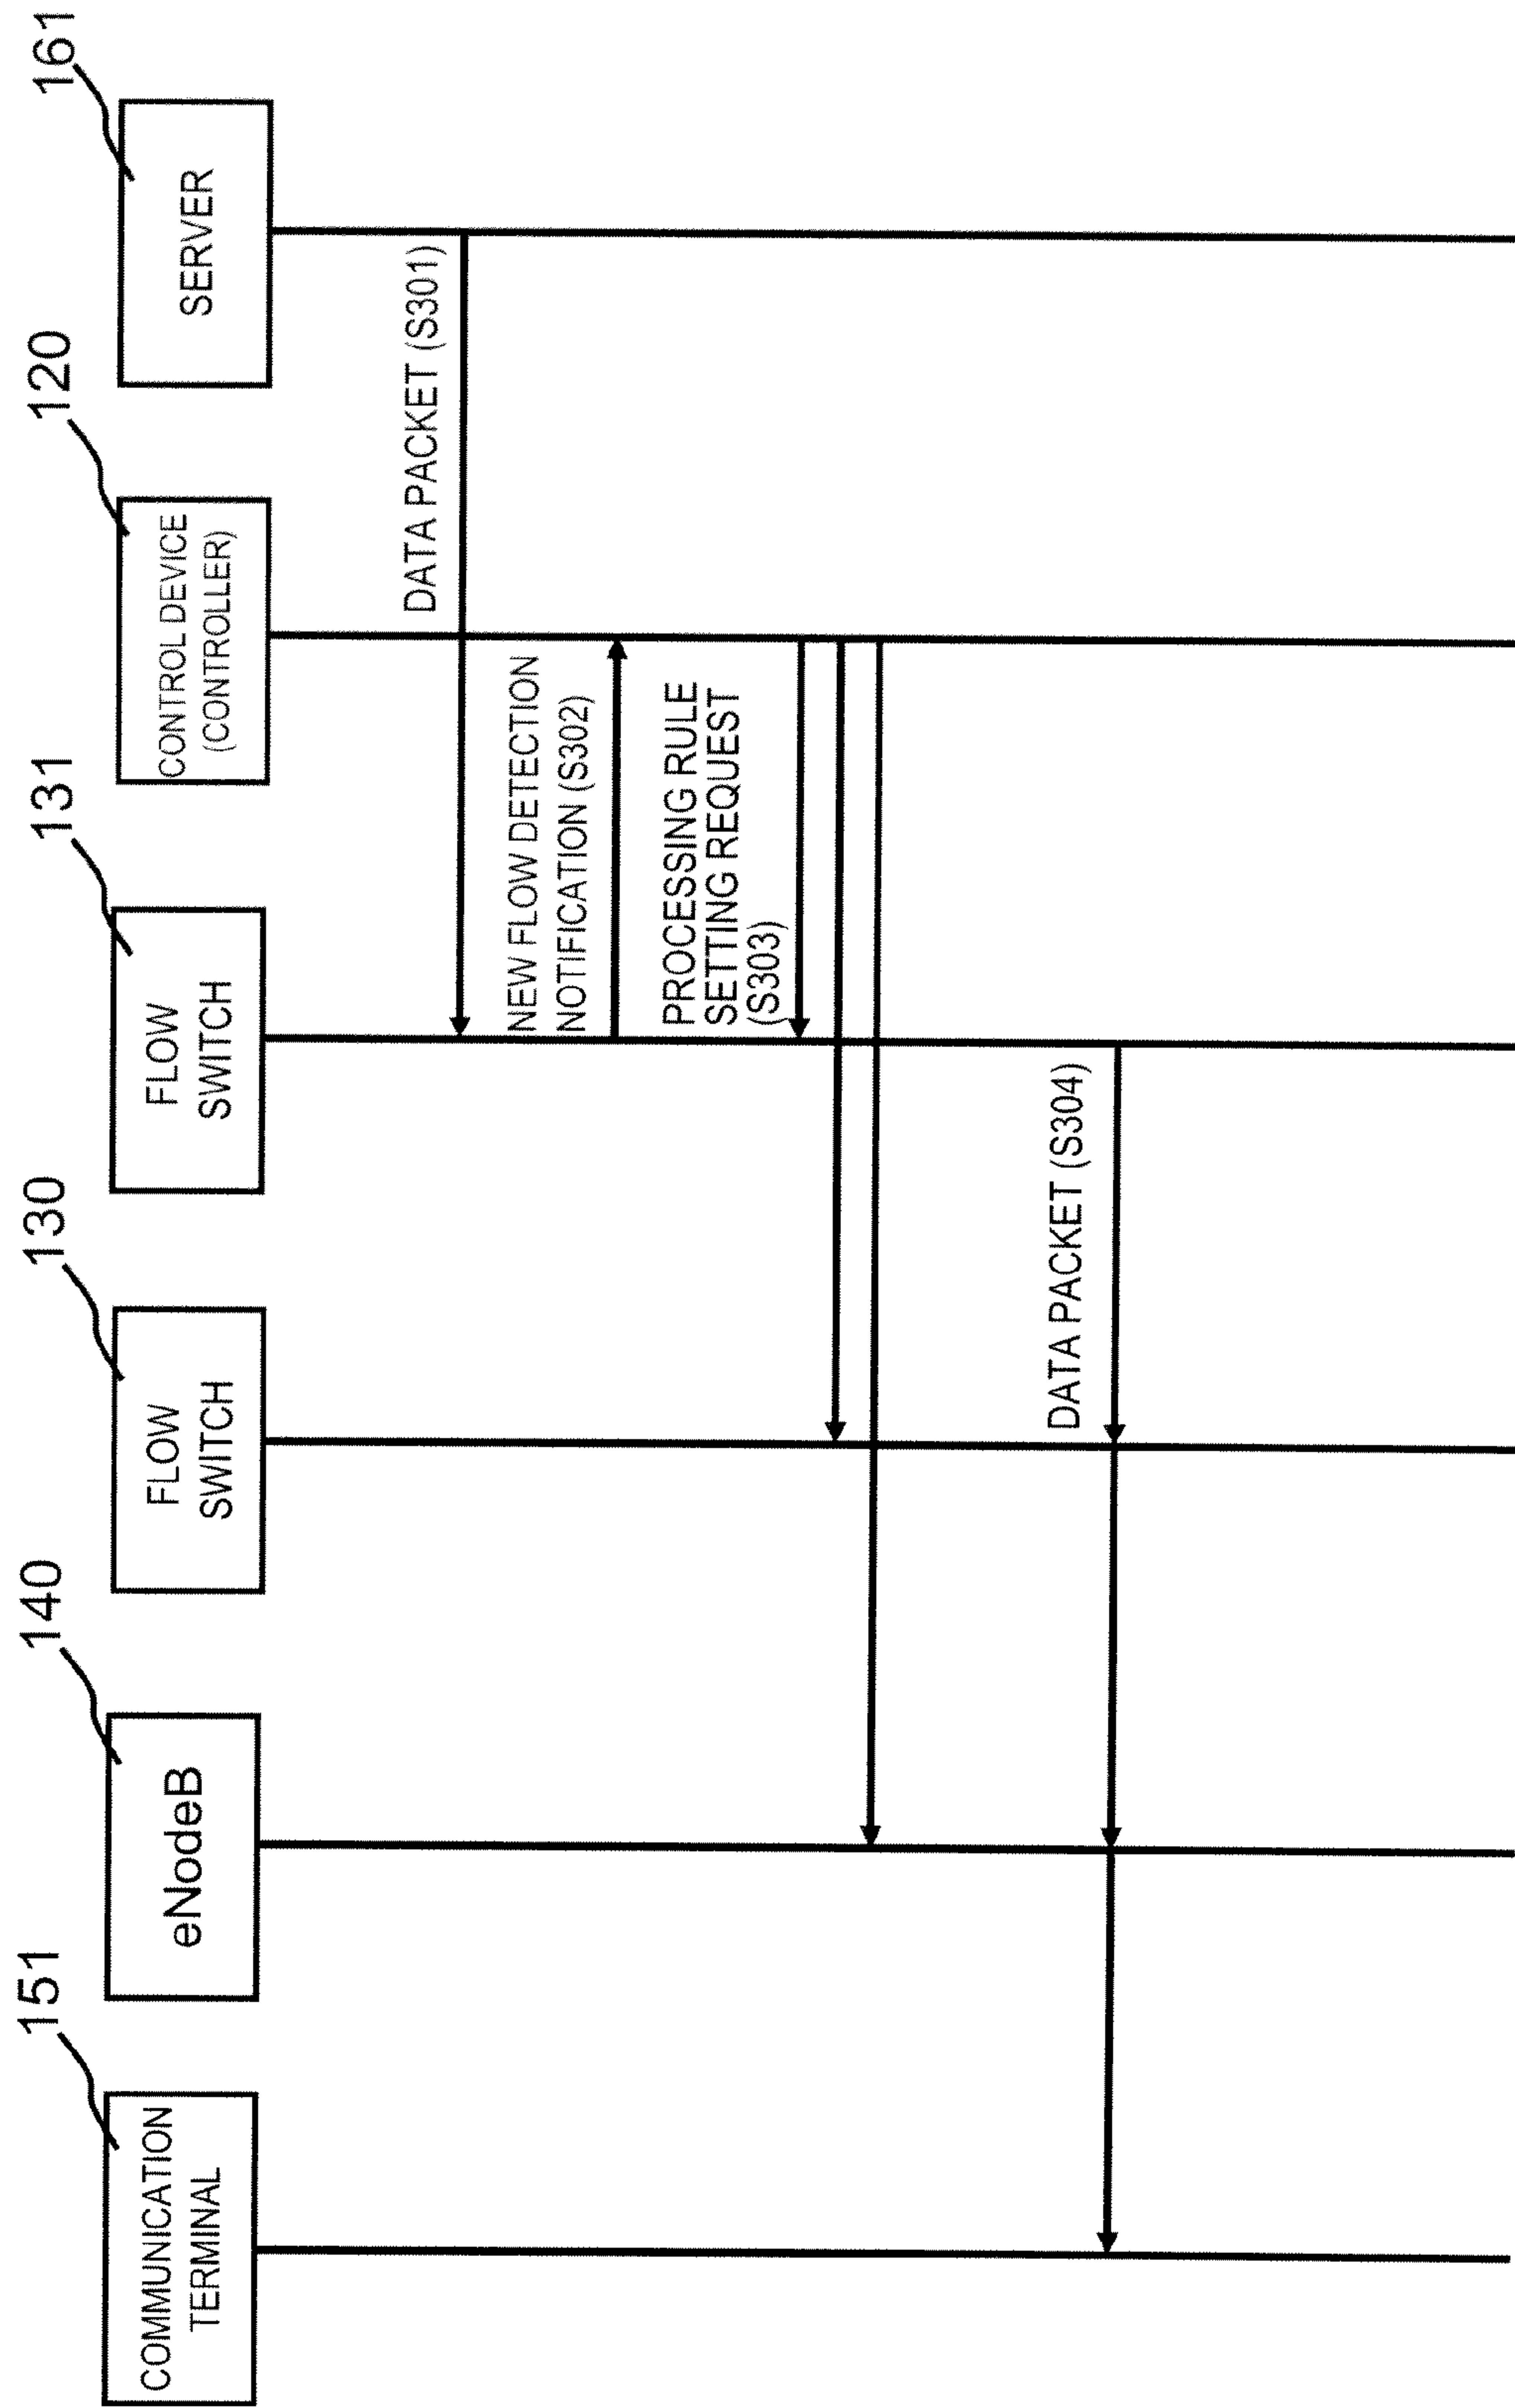 151
COMMUNICATION
TERMINAL
140
eNodeB
130
FLOW
SWITCH
131
FLOW
SWITCH
120
CONTROL DEVICE
(CONTROLLER)
161
SERVER
DATA PACKET (S301)
NEW FLOW DETECTION
NOTIFICATION (S302)
PROCESSING RULE
SETTING REQUEST
(S303)
DATA PACKET (S304)